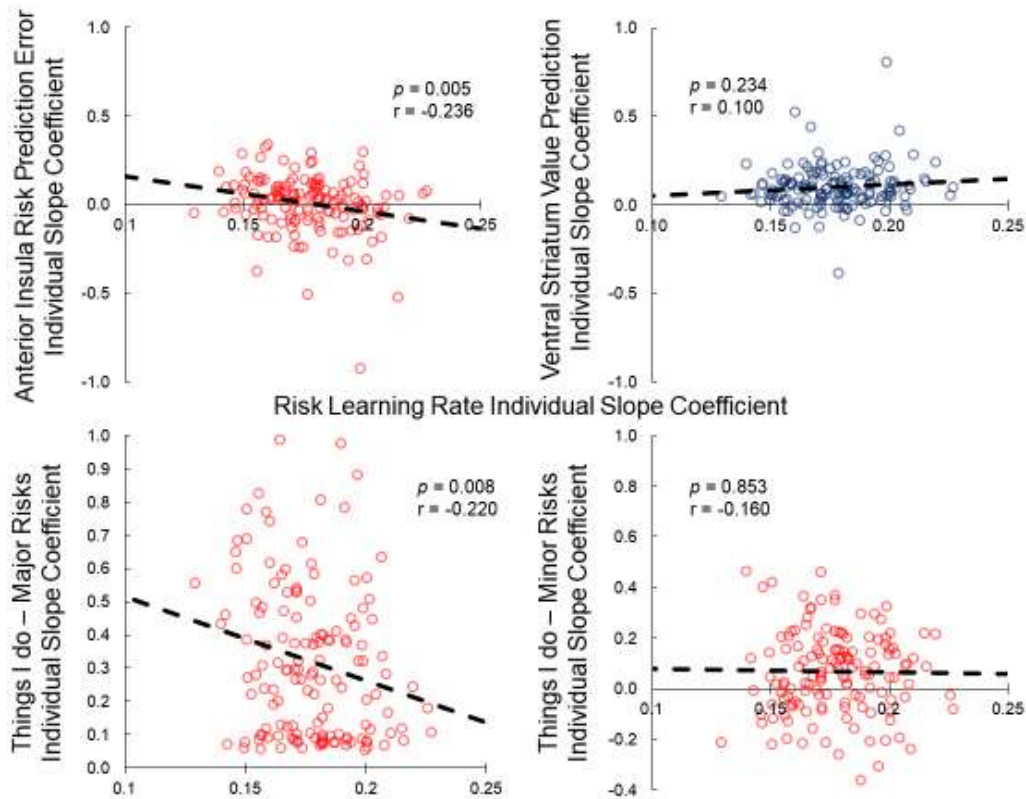 Anterior Insula Risk Prediction Error
Individual Slope Coefficient
1.0
0.5
0.0
-0.5
-1.0
0.1
0.15
0.2
0.25
p = 0.005
r = -0.236
Ventral Striatum Value Prediction
Individual Slope Coefficient
1.0
0.5
0.0
-0.5
-1.0
0.10
0.15
0.20
0.25
p = 0.234
r = 0.100
Risk Learning Rate Individual Slope Coefficient
Things I do – Major Risks
Individual Slope Coefficient
1.0
0.9
0.8
0.7
0.6
0.5
0.4
0.3
0.2
0.1
0.0
0.1
0.15
0.2
0.25
p = 0.008
r = -0.220
Things I do – Minor Risks
Individual Slope Coefficient
1.0
0.8
0.6
0.4
0.2
0.0
-0.2
-0.4
0.1
0.15
0.2
0.25
p = 0.853
r = -0.160